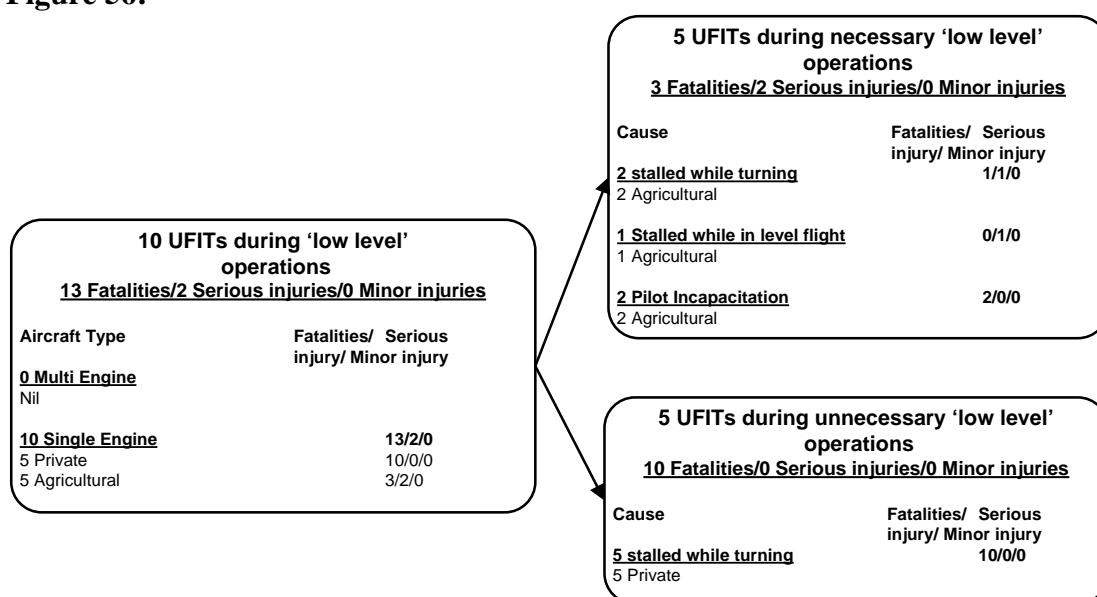 10 UFITs during ‘low level’
operations
13 Fatalities/2 Serious injuries/0 Minor injuries
Aircraft Type Fatalities/ Serious
injury/ Minor injury
0 Multi Engine
Nil
10 Single Engine 13/2/0
5 Private 10/0/0
5 Agricultural 3/2/0
5 UFITs during necessary ‘low level’
operations
3 Fatalities/2 Serious injuries/0 Minor injuries
Cause Fatalities/ Serious
injury/ Minor injury
2 stalled while turning 1/1/0
2 Agricultural
1 Stalled while in level flight 0/1/0
1 Agricultural
2 Pilot Incapacitation 2/0/0
2 Agricultural
5 UFITs during unnecessary ‘low level’
operations
10 Fatalities/0 Serious injuries/0 Minor injuries
Cause Fatalities/ Serious
injury/ Minor injury
5 stalled while turning 10/0/0
5 Private